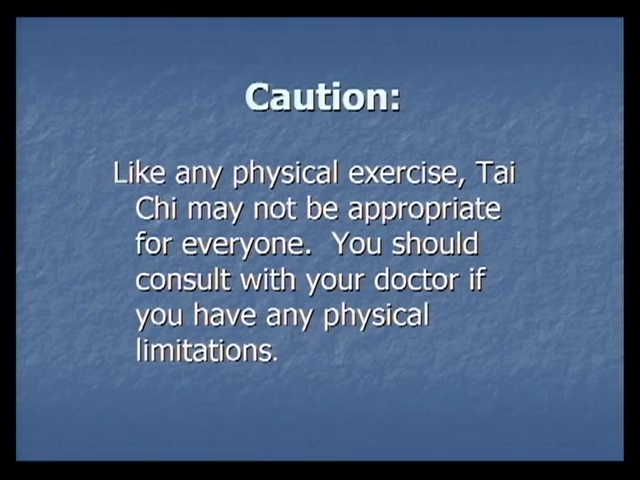 Caution:
Like any physical exercise, Tai
Chi may not be appropriate
for everyone.  You should
consult with your doctor if
you have any physical
limitations.